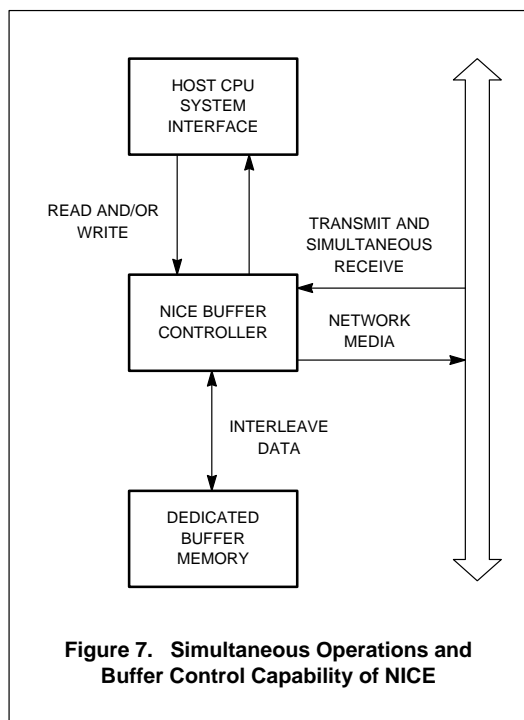 HOST CPU
SYSTEM
INTERFACE
READ AND/OR
WRITE
TRANSMIT AND
SIMULTANEOUS
RECEIVE
NICE BUFFER
CONTROLLER
NETWORK
MEDIA
INTERLEAVE
DATA
DEDICATED
BUFFER
MEMORY
Figure 7. Simultaneous Operations and
Buffer Control Capability of NICE